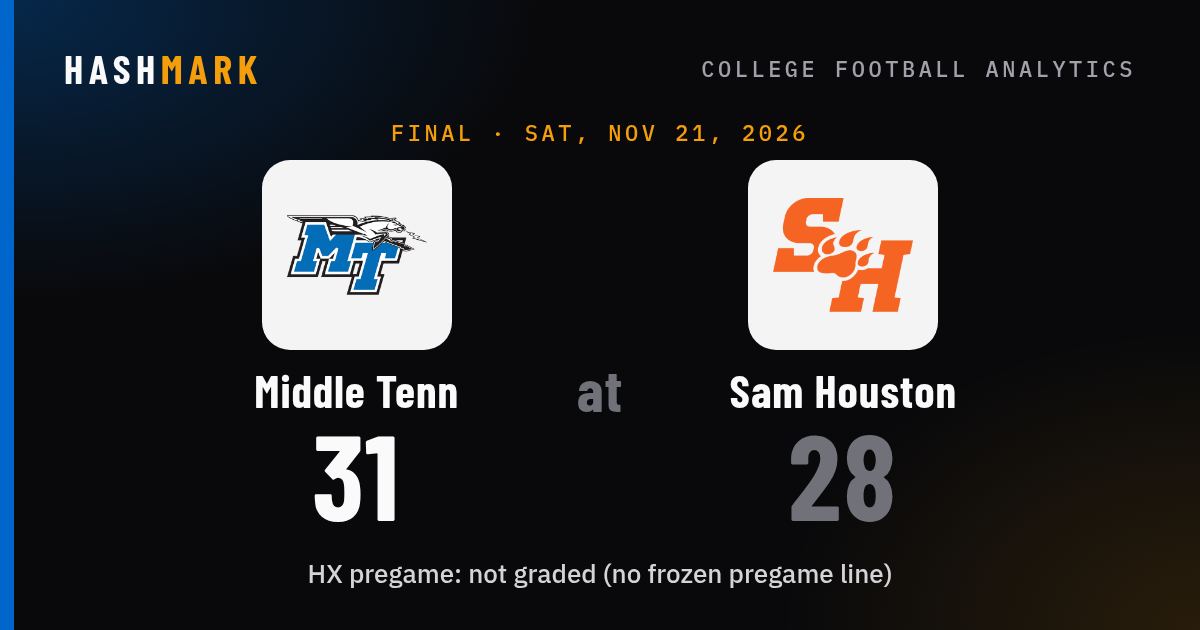 HASHMARK
COLLEGE FOOTBALL ANALYTICS
FINAL · SAT, NOV 21, 2026
MT
SH
Middle Tenn
at
Sam Houston
31
28
HX pregame: not graded (no frozen pregame line)